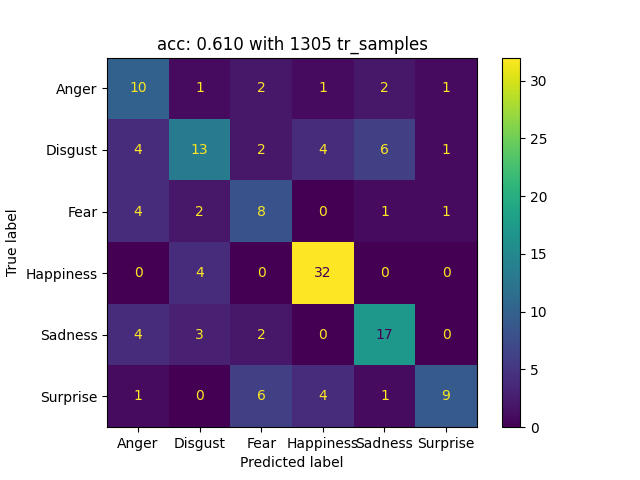 acc: 0.610 with 1305 tr_samples
True label
Anger 10 1 2 1 2 1
Disgust 4 13 2 4 6 1
Fear 4 2 8 0 1 1
Happiness 0 4 0 32 0 0
Sadness 4 3 2 0 17 0
Surprise 1 0 6 4 1 9
Anger Disgust Fear Happiness Sadness Surprise
Predicted label
30
25
20
15
10
5
0